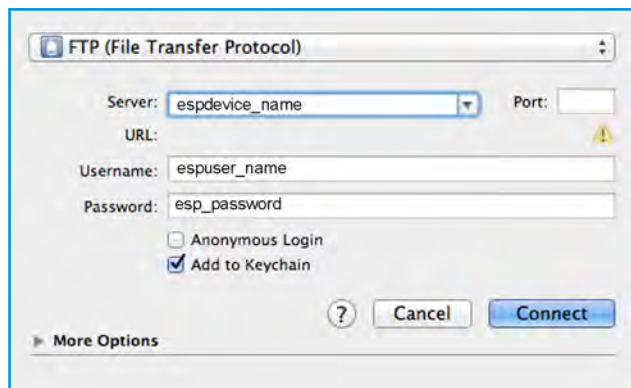 FTP (File Transfer Protocol)
Server: espdevice_name Port:
URL:
Username: espuser_name
Password: esp_password
Anonymous Login
Add to Keychain
? Cancel Connect
More Options